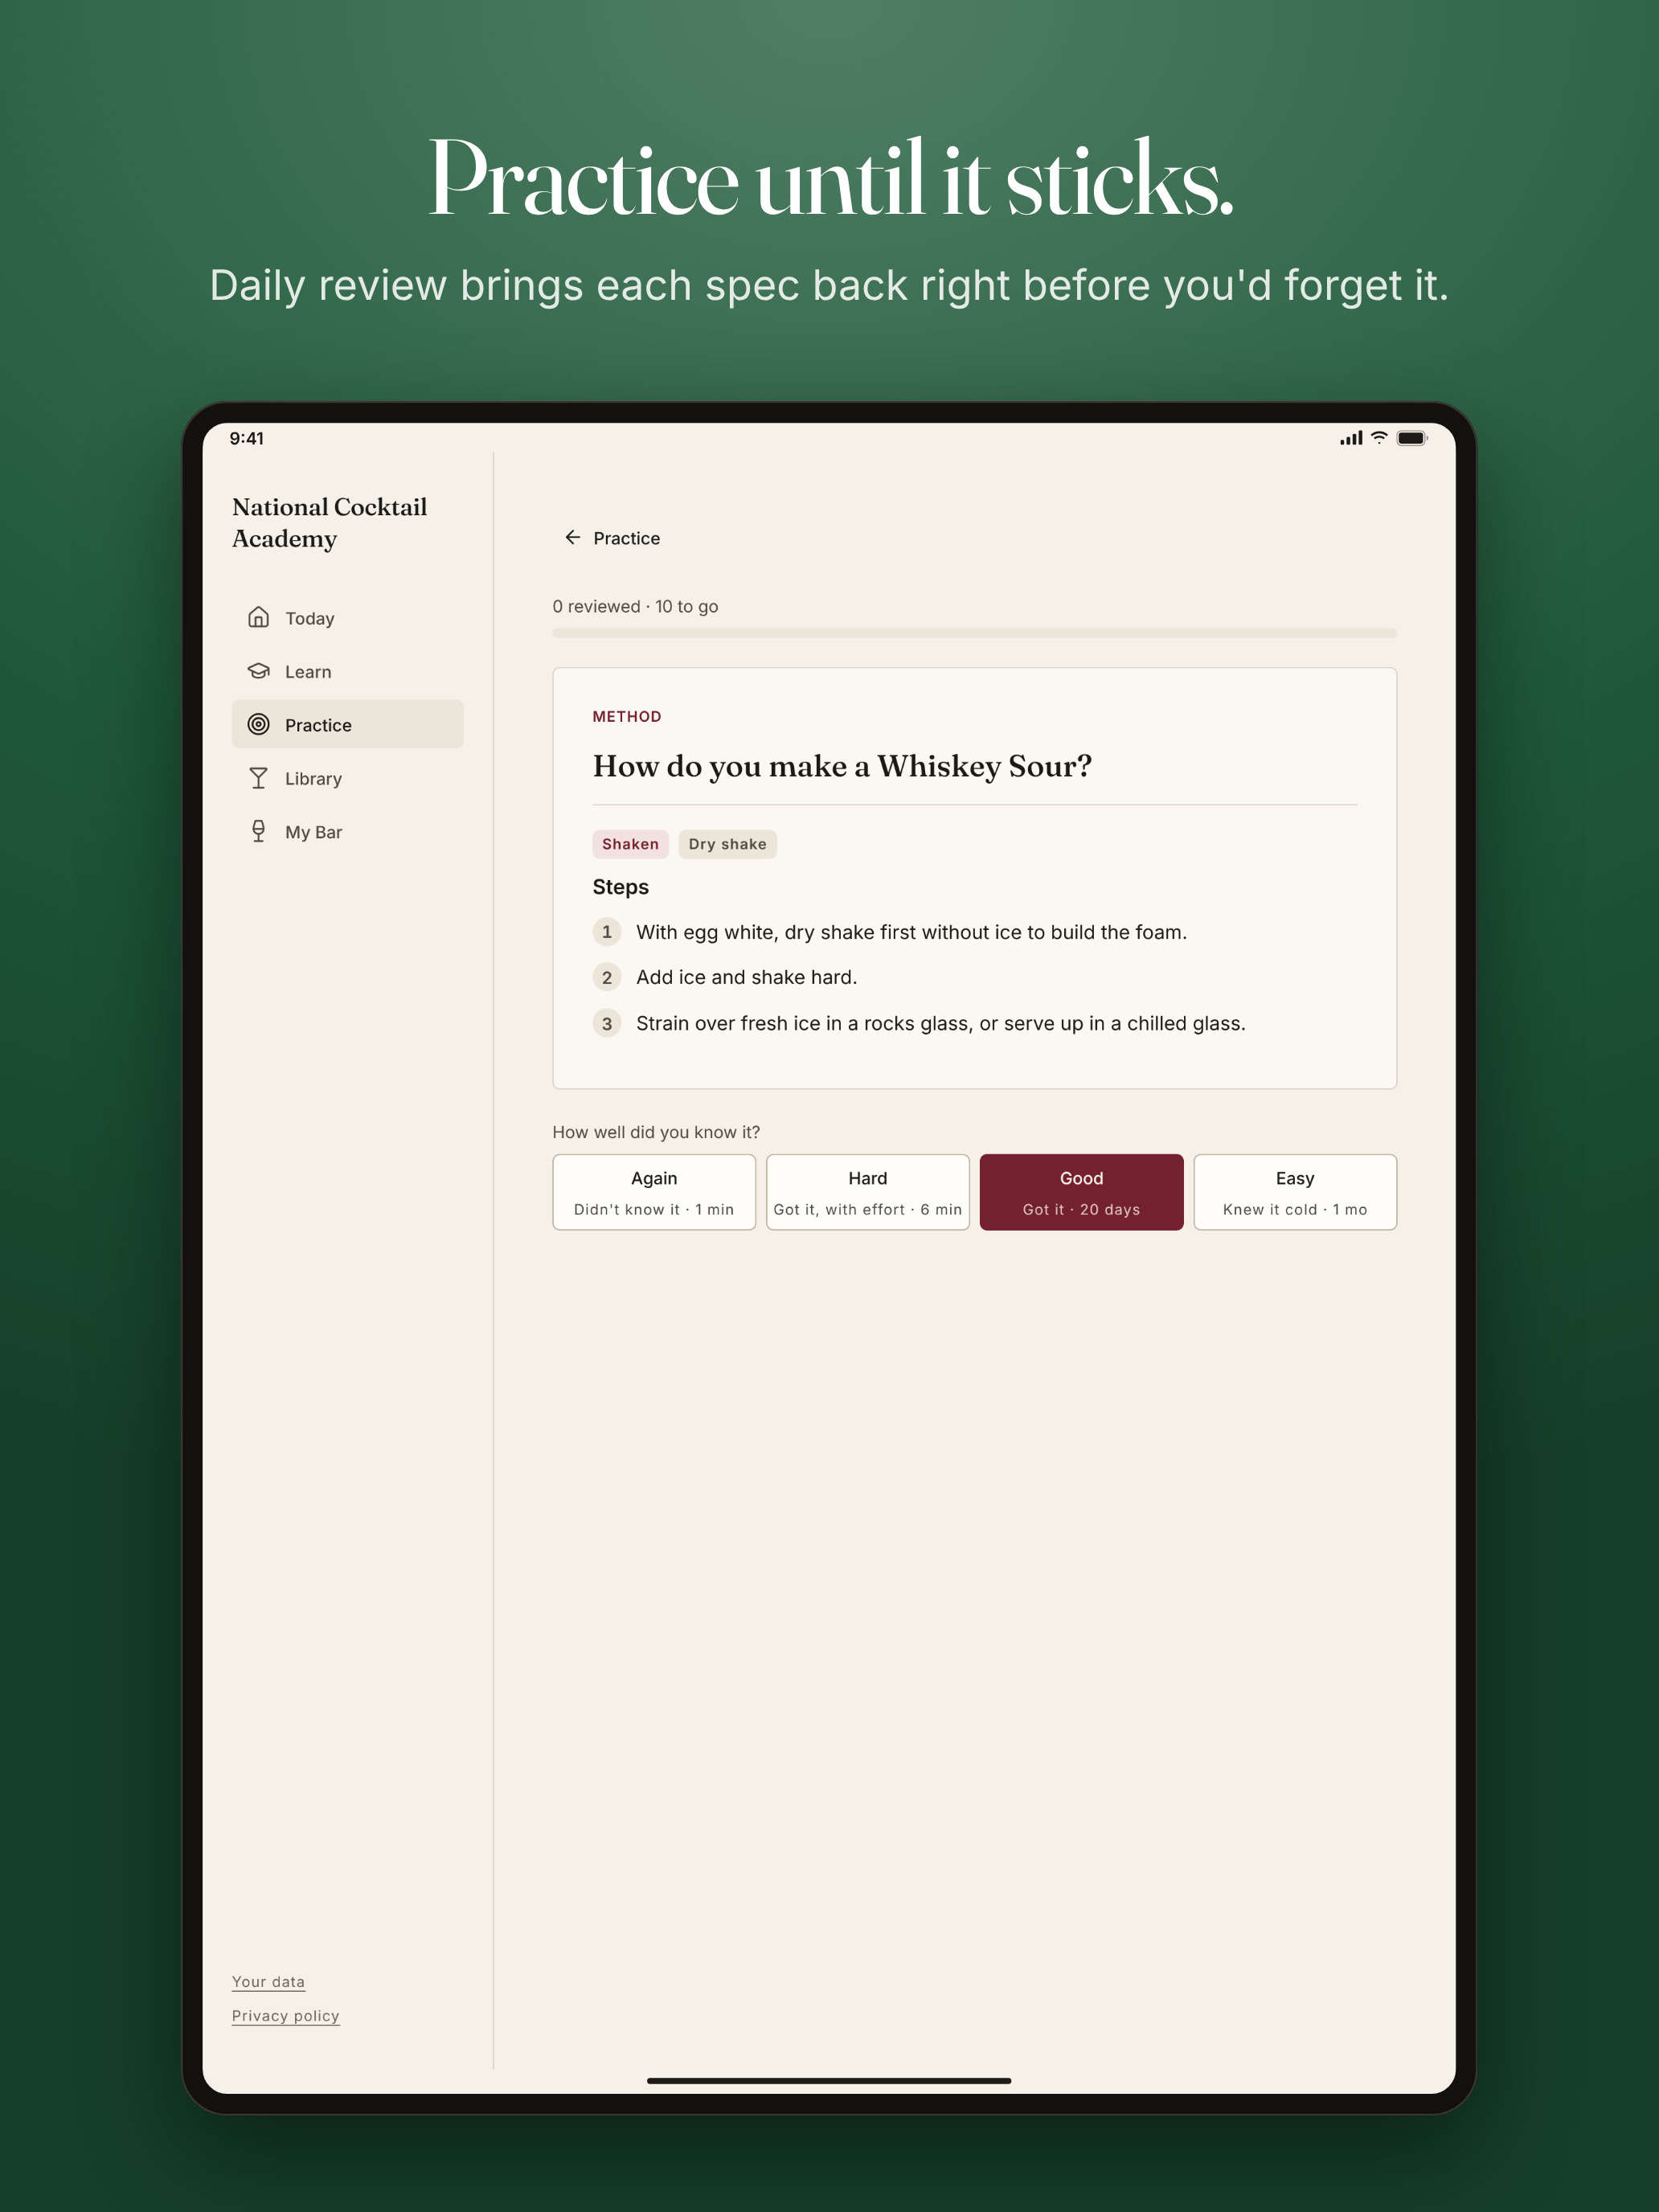 Practice until it sticks.
Daily review brings each spec back right before you'd forget it.
9:41
National Cocktail
Academy
Today
Learn
Practice
Library
My Bar
Your data
Privacy policy
Practice
0 reviewed · 10 to go
METHOD
How do you make a Whiskey Sour?
Shaken Dry shake
Steps
1 With egg white, dry shake first without ice to build the foam.
2 Add ice and shake hard.
3 Strain over fresh ice in a rocks glass, or serve up in a chilled glass.
How well did you know it?
Again
Didn't know it · 1 min
Hard
Got it, with effort · 6 min
Good
Got it · 20 days
Easy
Knew it cold · 1 mo